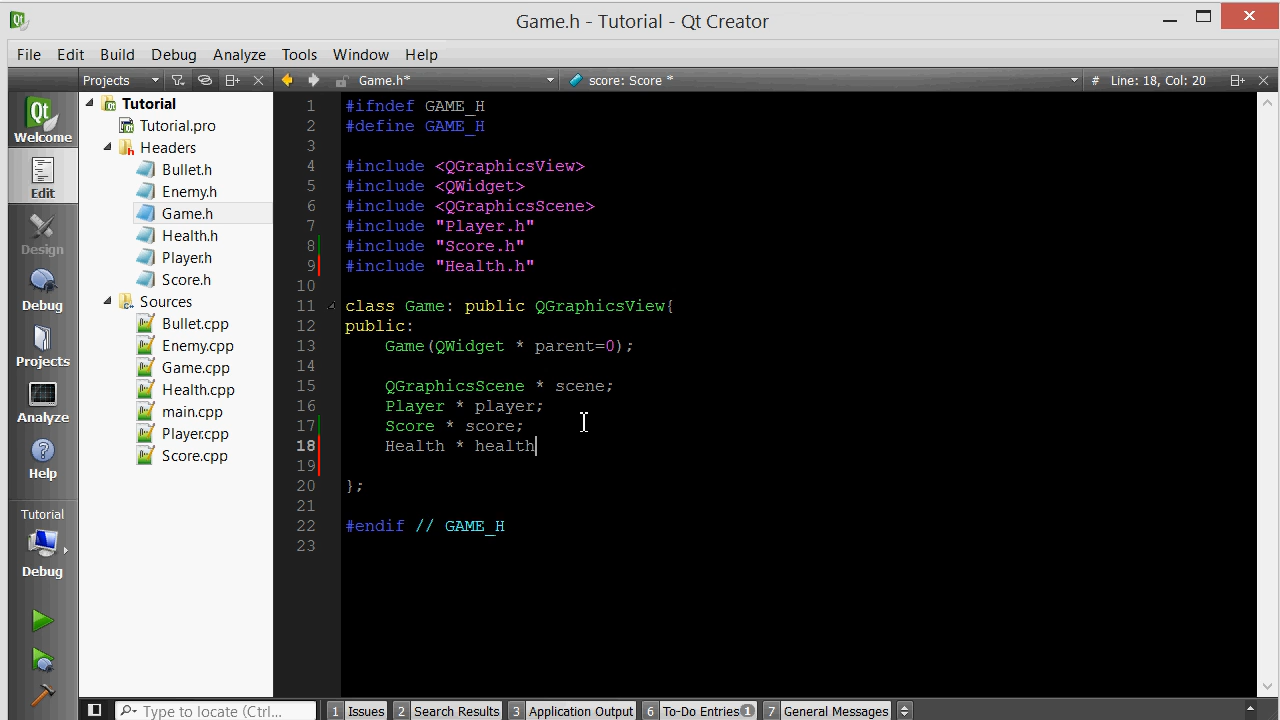 Game.h - Tutorial - Qt Creator
File Edit Build Debug Analyze Tools Window Help
Projects Game.h* score: Score * # Line: 18, Col: 20
Qt
Welcome
Edit
Design
Debug
Projects
Analyze
Help
Tutorial
Debug
Tutorial
Tutorial.pro
Headers
Bullet.h
Enemy.h
Game.h
Health.h
Player.h
Score.h
Sources
Bullet.cpp
Enemy.cpp
Game.cpp
Health.cpp
main.cpp
Player.cpp
Score.cpp
1 #ifndef GAME_H
2 #define GAME_H
3
4 #include <QGraphicsView>
5 #include <QWidget>
6 #include <QGraphicsScene>
7 #include "Player.h"
8 #include "Score.h"
9 #include "Health.h"
10
11 class Game: public QGraphicsView{
12 public:
13     Game(QWidget * parent=0);
14
15     QGraphicsScene * scene;
16     Player * player;
17     Score * score;
18     Health * health
19
20 };
21
22 #endif // GAME_H
23
Type to locate (Ctrl... 1 Issues 2 Search Results 3 Application Output 6 To-Do Entries 1 7 General Messages